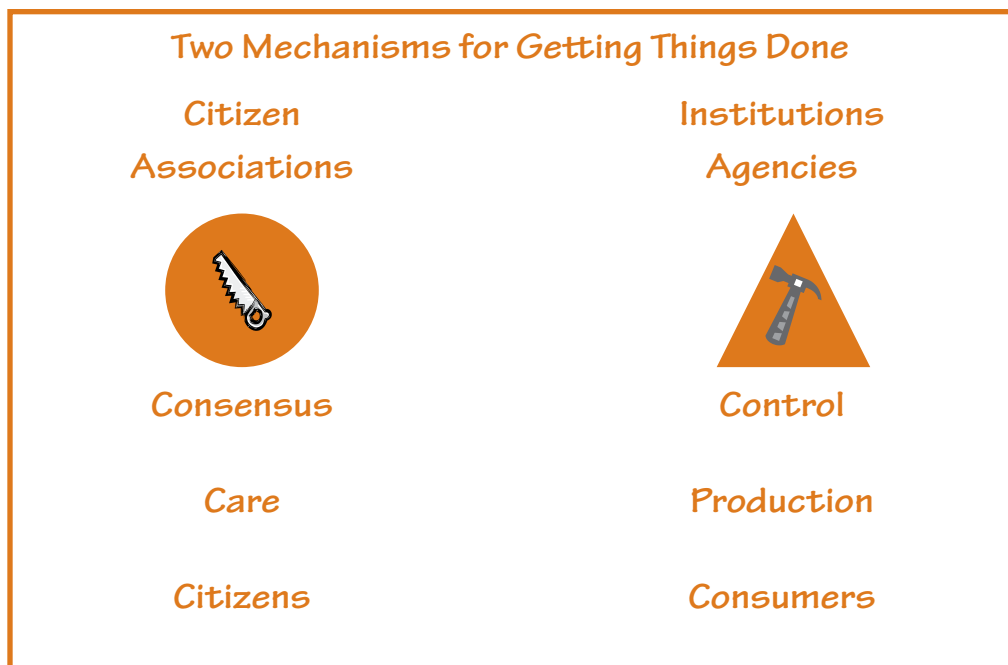 Two Mechanisms for Getting Things Done
Citizen
Associations
Institutions
Agencies
Consensus
Control
Care
Production
Citizens
Consumers